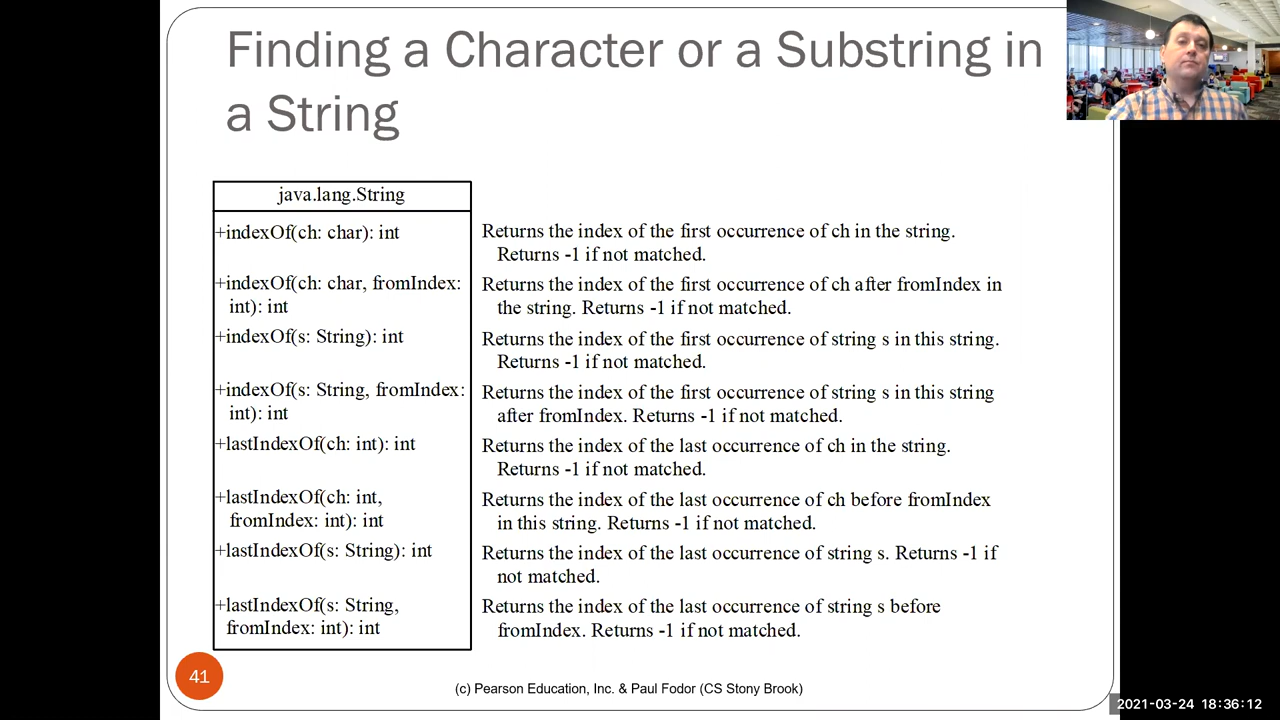 Finding a Character or a Substring in
a String
java.lang.String
+indexOf(ch: char): int
Returns the index of the first occurrence of ch in the string.
Returns -1 if not matched.
+indexOf(ch: char, fromIndex:
int): int
Returns the index of the first occurrence of ch after fromIndex in
the string. Returns -1 if not matched.
+indexOf(s: String): int
Returns the index of the first occurrence of string s in this string.
Returns -1 if not matched.
+indexOf(s: String, fromIndex:
int): int
Returns the index of the first occurrence of string s in this string
after fromIndex. Returns -1 if not matched.
+lastIndexOf(ch: int): int
Returns the index of the last occurrence of ch in the string.
Returns -1 if not matched.
+lastIndexOf(ch: int,
fromIndex: int): int
Returns the index of the last occurrence of ch before fromIndex
in this string. Returns -1 if not matched.
+lastIndexOf(s: String): int
Returns the index of the last occurrence of string s. Returns -1 if
not matched.
+lastIndexOf(s: String,
fromIndex: int): int
Returns the index of the last occurrence of string s before
fromIndex. Returns -1 if not matched.
41
(c) Pearson Education, Inc. & Paul Fodor (CS Stony Brook)
2021-03-24 18:36:12